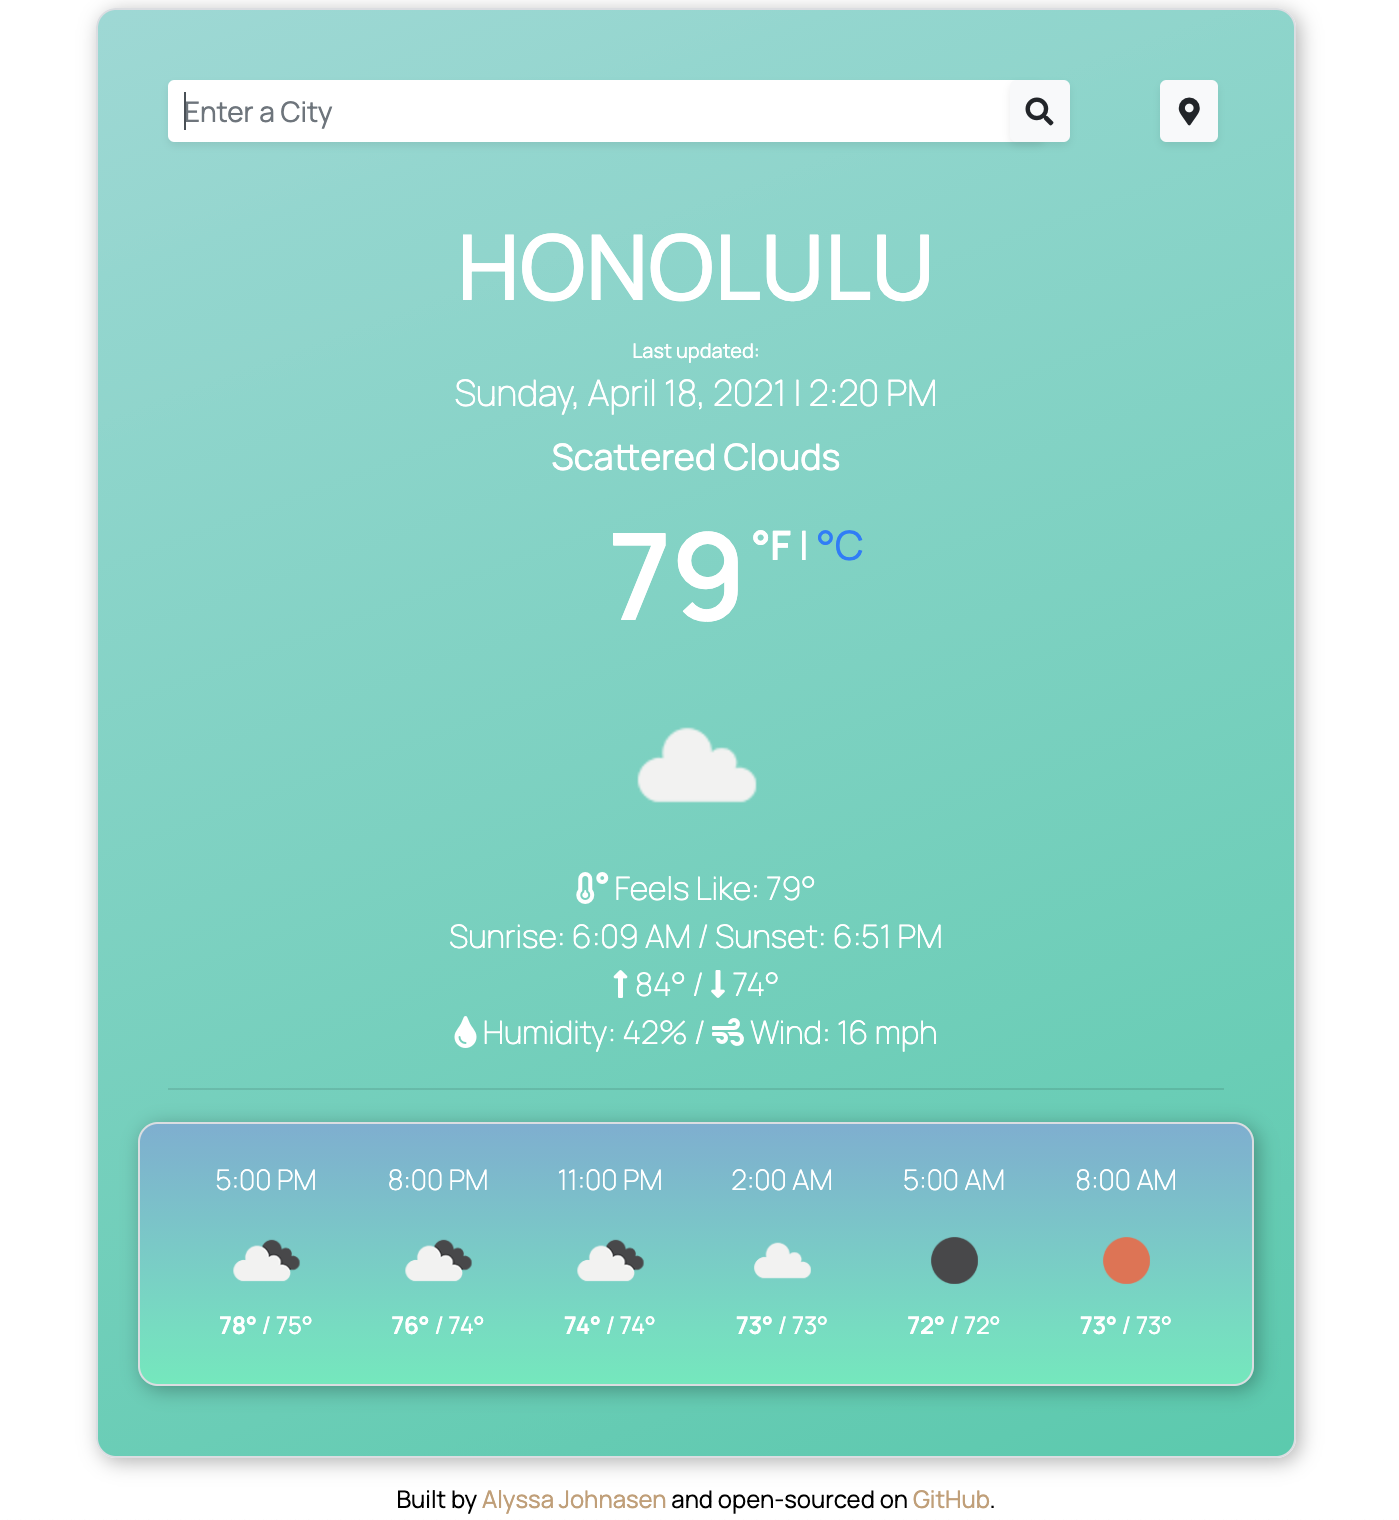 Enter a City
HONOLULU
Last updated:
Sunday, April 18, 2021 | 2:20 PM
Scattered Clouds
79 °F | °C
Feels Like: 79°
Sunrise: 6:09 AM / Sunset: 6:51 PM
84° / 74°
Humidity: 42% / Wind: 16 mph
5:00 PM 8:00 PM 11:00 PM 2:00 AM 5:00 AM 8:00 AM
78° / 75° 76° / 74° 74° / 74° 73° / 73° 72° / 72° 73° / 73°
Built by Alyssa Johnasen and open-sourced on GitHub.